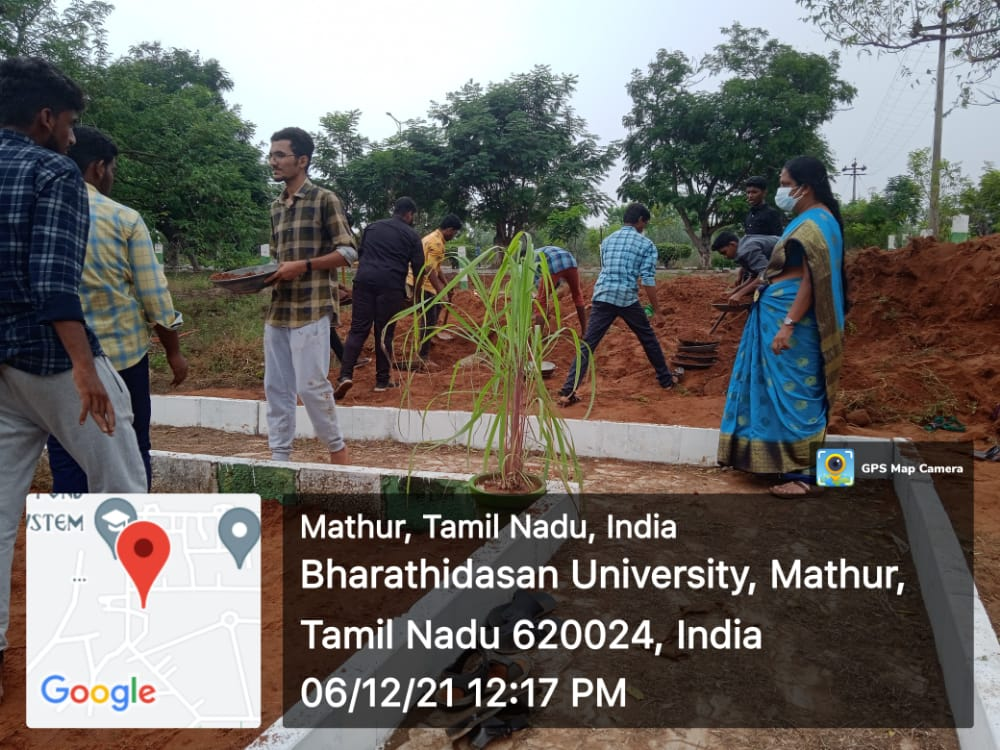 GPS Map Camera
Mathur, Tamil Nadu, India
Bharathidasan University, Mathur,
Tamil Nadu 620024, India
06/12/21 12:17 PM
YSTEM
Google